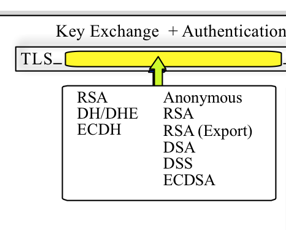 Key Exchange + Authentication
TLS_
RSA
DH/DHE
ECDH
Anonymous
RSA
RSA (Export)
DSA
DSS
ECDSA